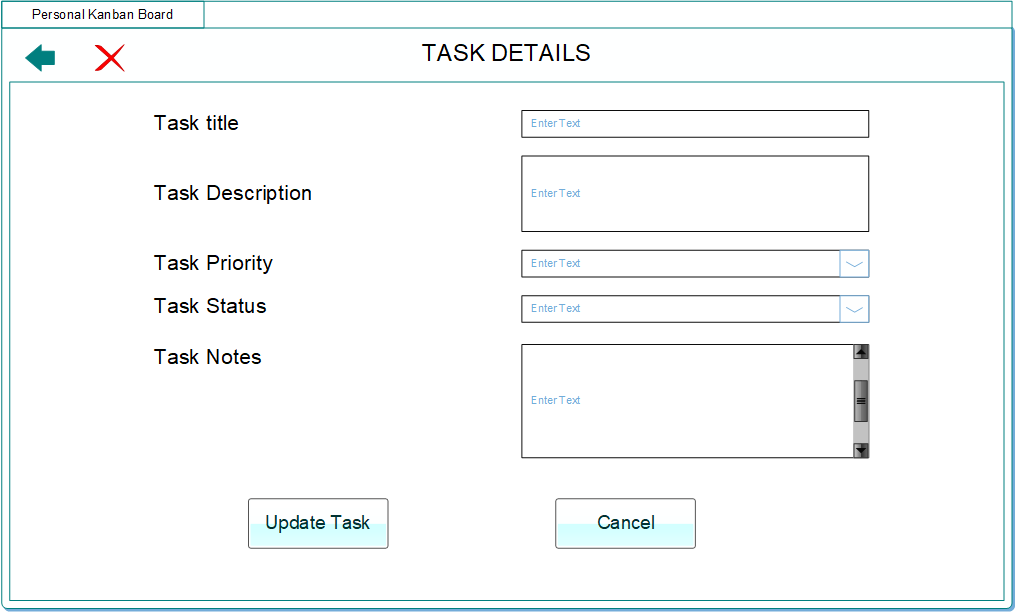 Personal Kanban Board
TASK DETAILS
Task title
Enter Text
Task Description
Enter Text
Task Priority
Enter Text
Task Status
Enter Text
Task Notes
Enter Text
Update Task
Cancel